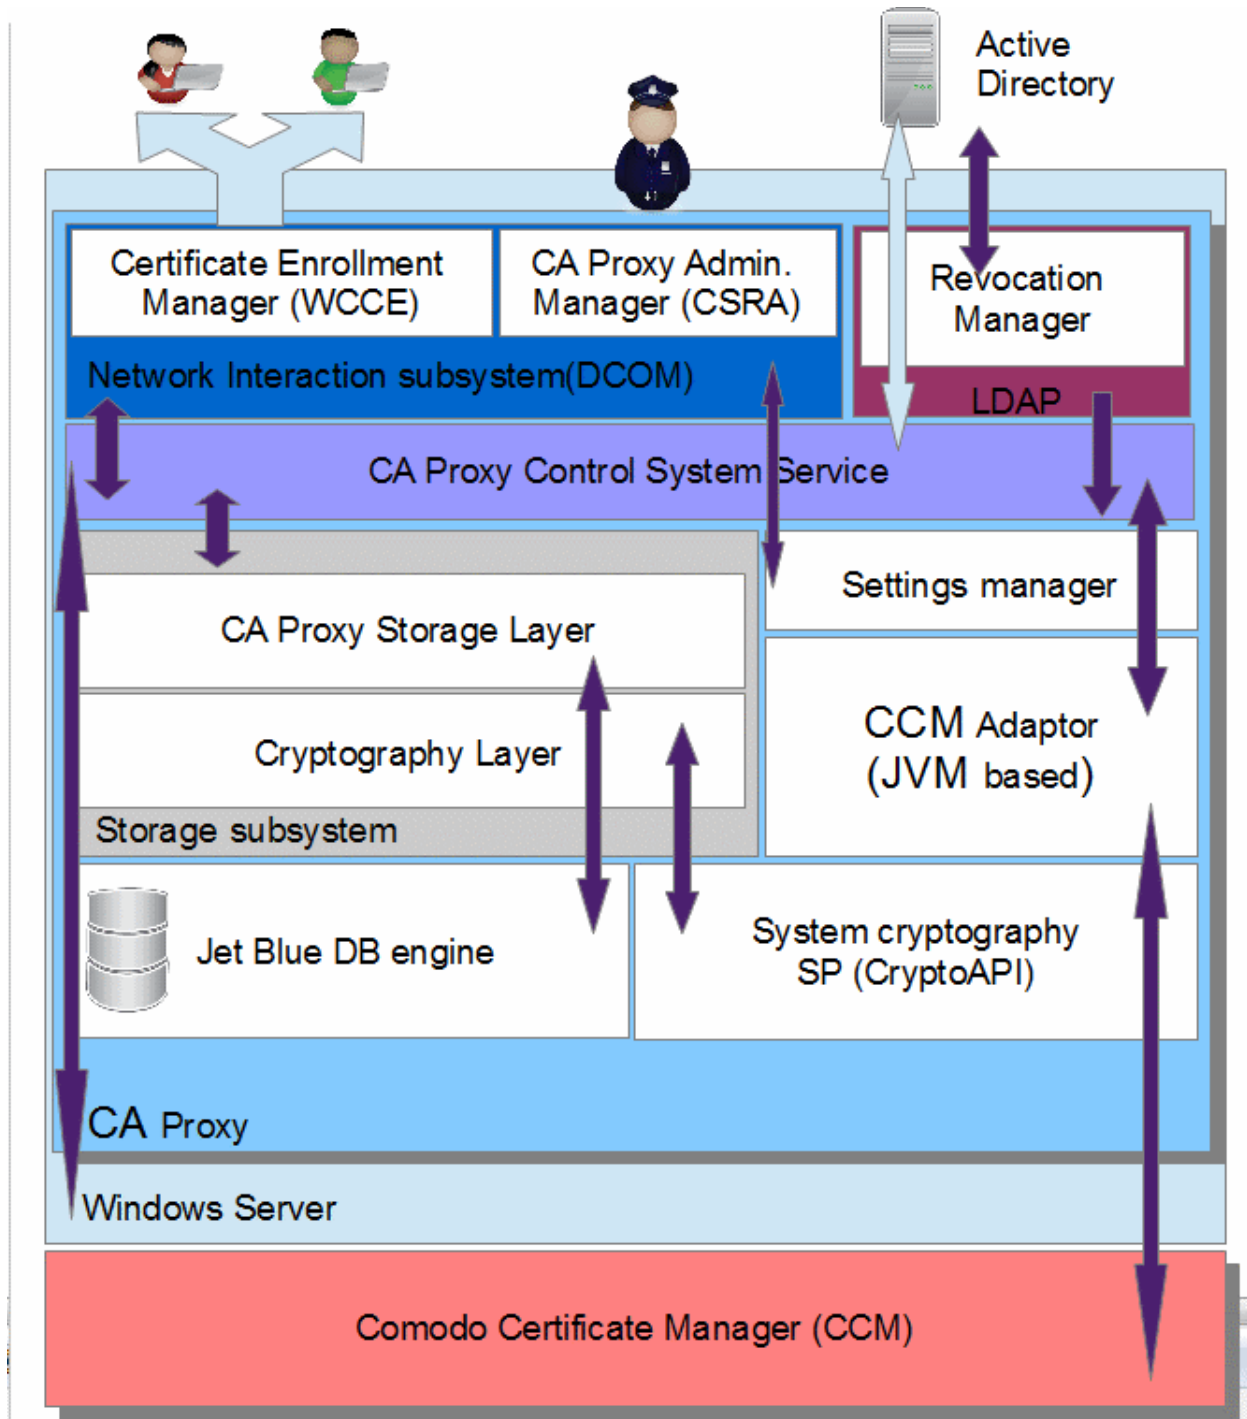 Active
Directory
Certificate Enrollment
Manager (WCCE)
CA Proxy Admin.
Manager (CSRA)
Revocation
Manager
Network Interaction subsystem(DCOM)
LDAP
CA Proxy Control System Service
Settings manager
CA Proxy Storage Layer
CCM Adaptor
(JVM based)
Cryptography Layer
Storage subsystem
Jet Blue DB engine
System cryptography
SP (CryptoAPI)
CA Proxy
Windows Server
Comodo Certificate Manager (CCM)